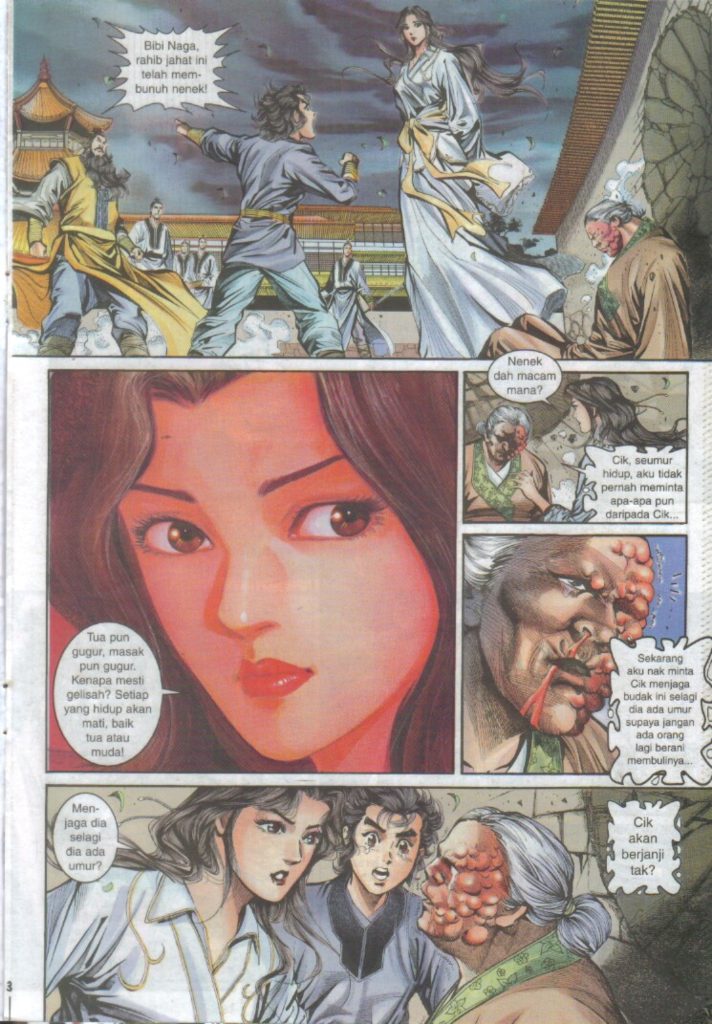 Bibi Naga,
rahib jahat ini
telah mem-
bunuh nenek!
Nenek
dah macam
mana?
Cik, seumur
hidup, aku tidak
pernah meminta
apa-apa pun
daripada Cik...
Tua pun
gugur, masak
pun gugur.
Kenapa mesti
gelisah? Setiap
yang hidup akan
mati, baik
tua atau
muda!
Sekarang
aku nak minta
Cik menjaga
budak ini selagi
dia ada umur
supaya jangan
ada orang
lagi berani
membulinya...
Men-
jaga dia
selagi
dia ada
umur?
Cik
akan
berjanji
tak?
3